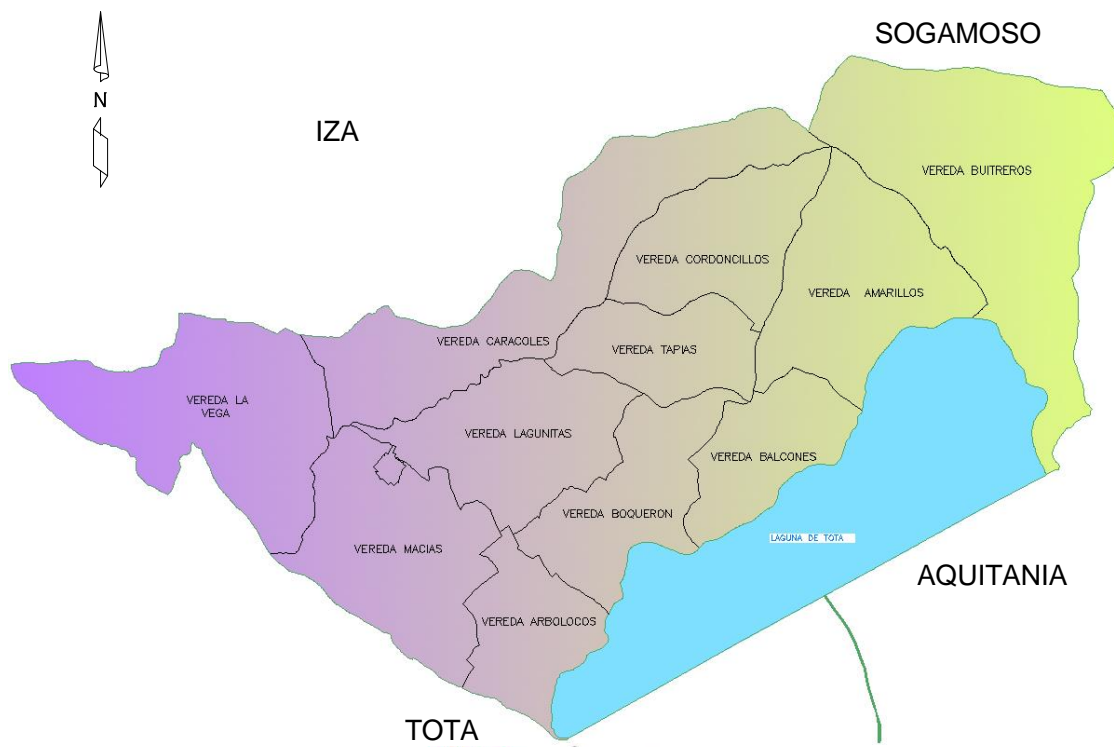 SOGAMOSO
N
IZA
VEREDA BUITREROS
VEREDA CORDONCILLOS
VEREDA AMARILLOS
VEREDA CARACOLES
VEREDA TAPIAS
VEREDA LA
VEGA
VEREDA LAGUNITAS
VEREDA BALCONES
VEREDA BOQUERON
LAGUNA DE TOTA
VEREDA MACIAS
AQUITANIA
VEREDA ARBOLOCOS
TOTA